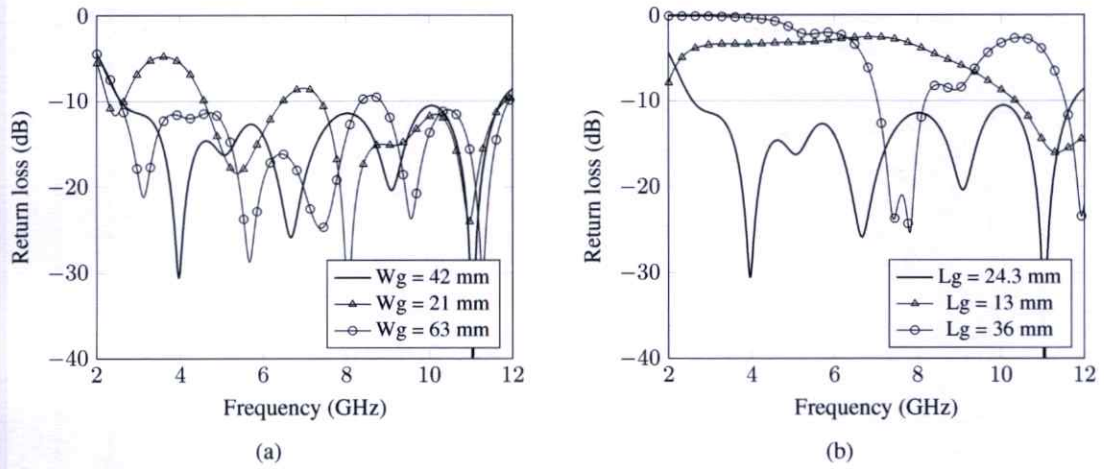 0
−10
−20
−30
−40
Return loss (dB)
Wg = 42 mm
Wg = 21 mm
Wg = 63 mm
2
4
6
8
10
12
Frequency (GHz)
(a)
0
−10
−20
−30
−40
Return loss (dB)
Lg = 24.3 mm
Lg = 13 mm
Lg = 36 mm
2
4
6
8
10
12
Frequency (GHz)
(b)